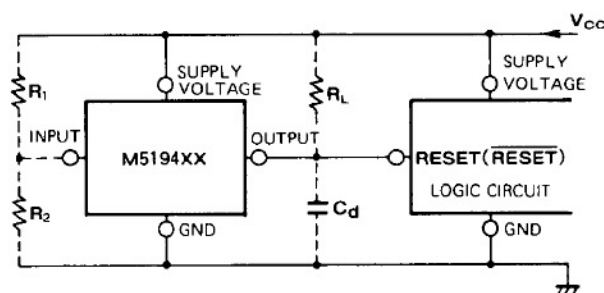 Vcc
SUPPLY
VOLTAGE
SUPPLY
VOLTAGE
R1
RL
INPUT
OUTPUT
M5194XX
RESET(RESET)
LOGIC CIRCUIT
R2
Cd
GND
GND